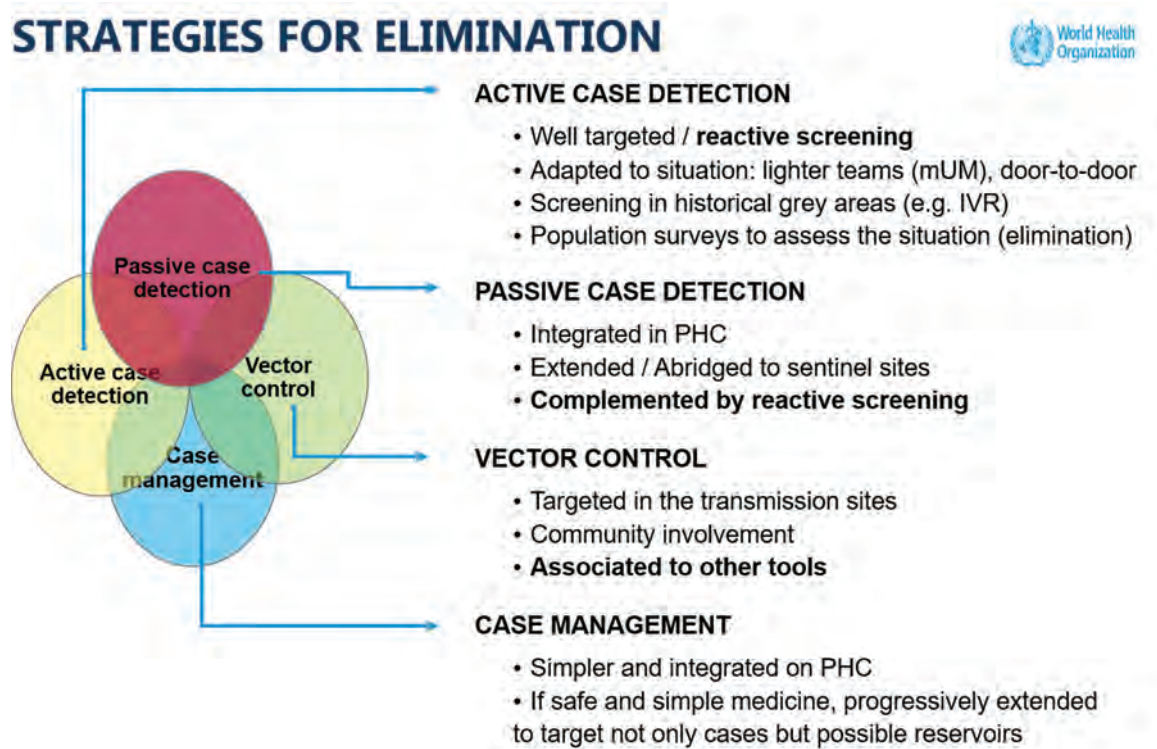 STRATEGIES FOR ELIMINATION
World Health
Organization
ACTIVE CASE DETECTION
• Well targeted / reactive screening
• Adapted to situation: lighter teams (mUM), door-to-door
• Screening in historical grey areas (e.g. IVR)
• Population surveys to assess the situation (elimination)
Passive case
detection
PASSIVE CASE DETECTION
• Integrated in PHC
• Extended / Abridged to sentinel sites
• Complemented by reactive screening
Active case
detection
Vector
control
VECTOR CONTROL
• Targeted in the transmission sites
• Community involvement
• Associated to other tools
Case
management
CASE MANAGEMENT
• Simpler and integrated on PHC
• If safe and simple medicine, progressively extended
to target not only cases but possible reservoirs